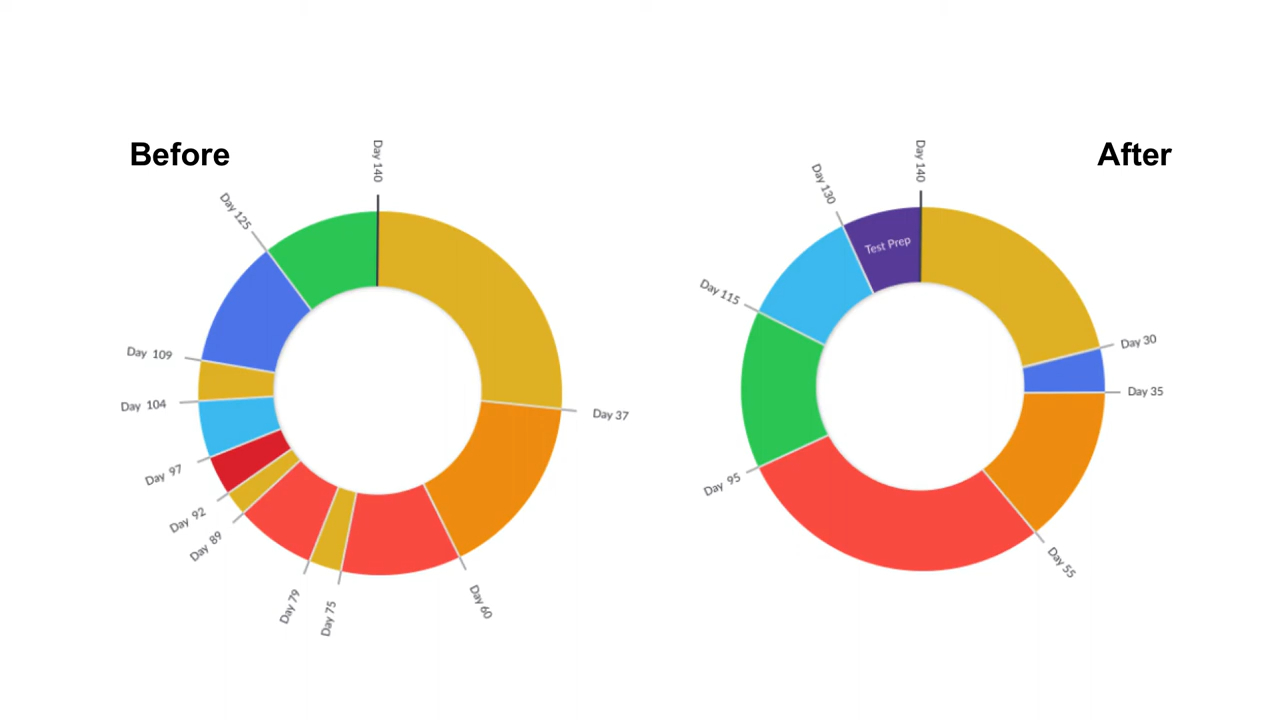 Before
Day 140
Day 37
Day 60
Day 75
Day 79
Day 89
Day 92
Day 97
Day 104
Day 109
Day 125
After
Day 140
Day 30
Day 35
Day 55
Day 95
Day 115
Day 130
Test Prep